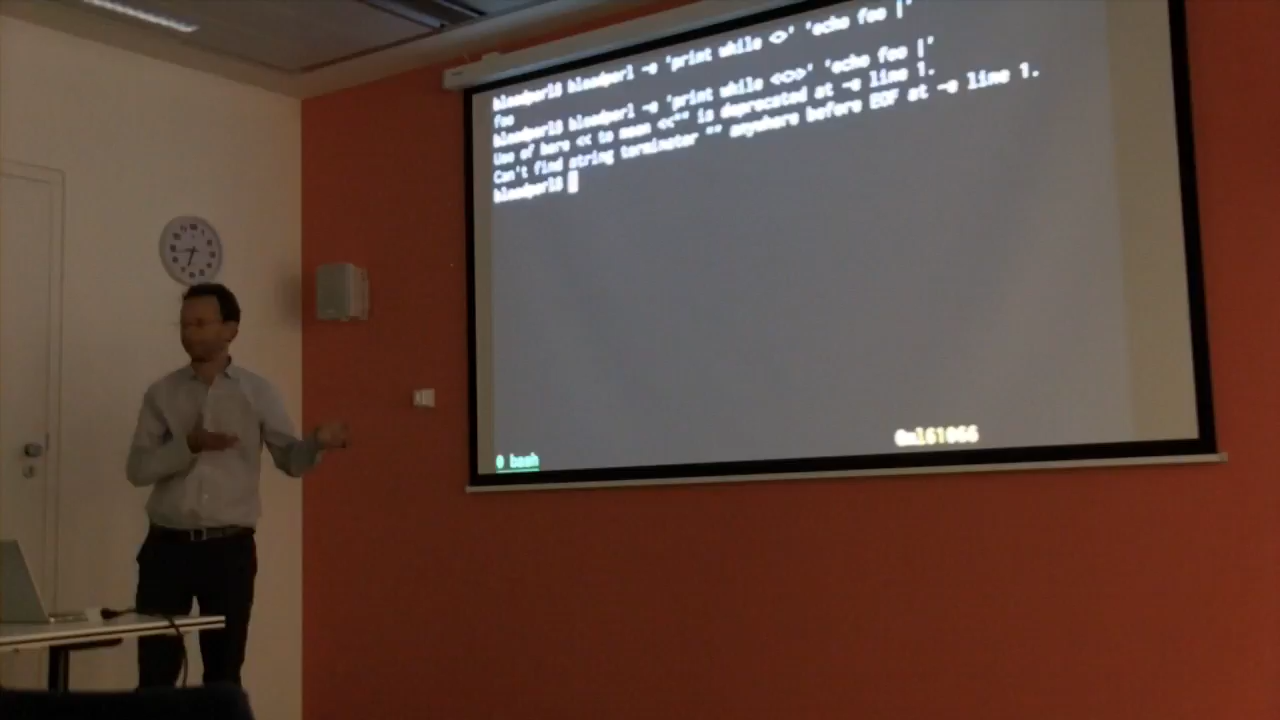 bleadperl$ bleadperl -e 'print while <>' 'echo foo |'
foo
bleadperl$ bleadperl -e 'print while <<>>' 'echo foo |'
Use of bare << to mean <<"" is deprecated at -e line 1.
Can't find string terminator "" anywhere before EOF at -e line 1.
bleadperl$
0 bash
0x161066